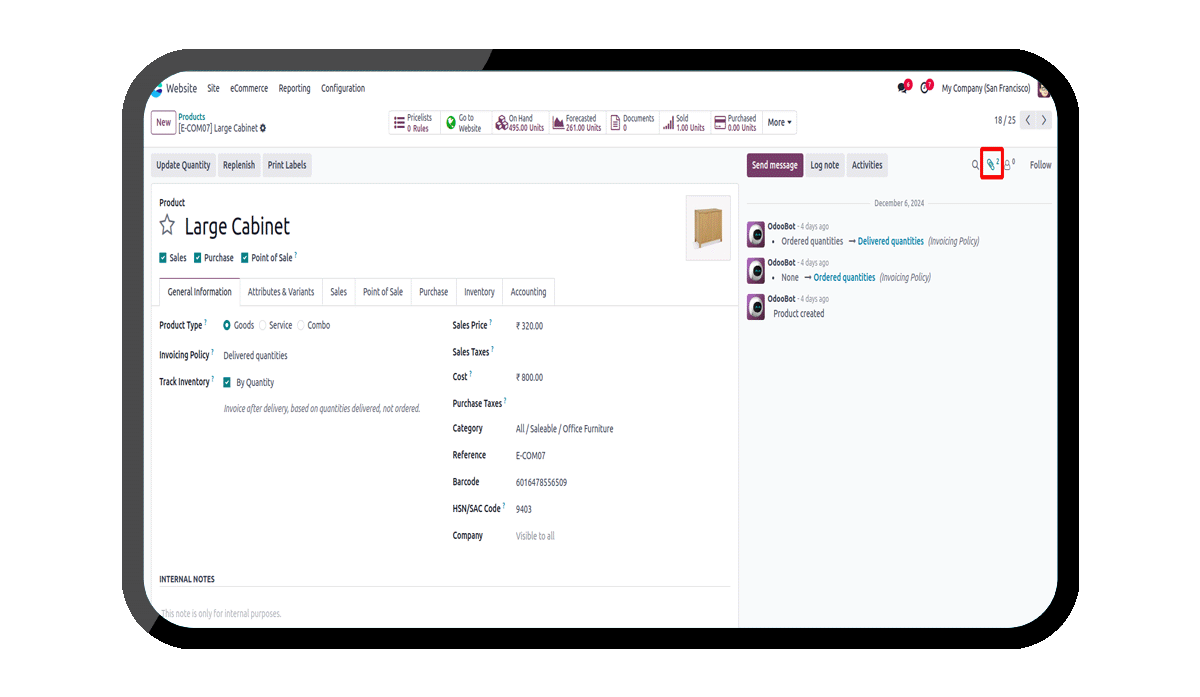 Website Site eCommerce Reporting Configuration 4 7 My Company (San Francisco)
New Products
[E-COM07] Large Cabinet
Pricelists
0 Rules
Go to
Website
On Hand
495.00 Units
Forecasted
261.00 Units
Documents
0
Sold
1.00 Units
Purchased
0.00 Units
More
18 / 25
Update Quantity Replenish Print Labels
Send message Log note Activities 2 0 Follow
Product
Large Cabinet
Sales Purchase Point of Sale ?
General Information Attributes & Variants Sales Point of Sale Purchase Inventory Accounting
Product Type ? Goods Service Combo
Invoicing Policy ? Delivered quantities
Track Inventory ? By Quantity
Invoice after delivery, based on quantities delivered, not ordered.
Sales Price ? ₹ 320.00
Sales Taxes ?
Cost ? ₹ 800.00
Purchase Taxes ?
Category All / Saleable / Office Furniture
Reference E-COM07
Barcode 6016478556509
HSN/SAC Code ? 9403
Company Visible to all
INTERNAL NOTES
This note is only for internal purposes.
December 6, 2024
OdooBot - 4 days ago
• Ordered quantities → Delivered quantities (Invoicing Policy)
OdooBot - 4 days ago
• None → Ordered quantities (Invoicing Policy)
OdooBot - 4 days ago
Product created